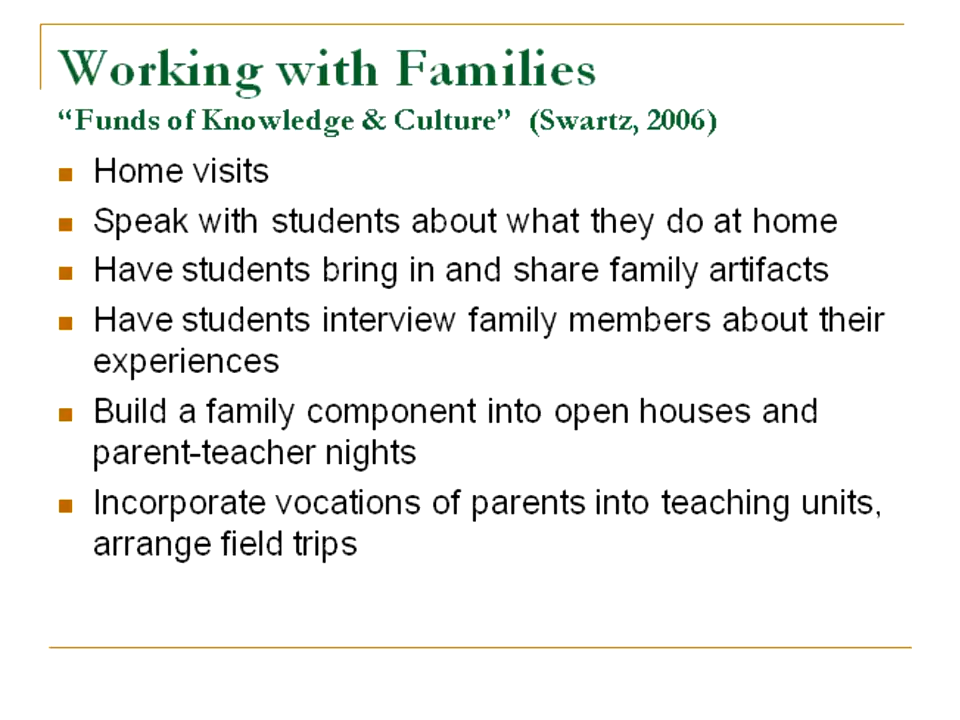 Working with Families
“Funds of Knowledge & Culture” (Swartz, 2006)
Home visits
Speak with students about what they do at home
Have students bring in and share family artifacts
Have students interview family members about their
experiences
Build a family component into open houses and
parent-teacher nights
Incorporate vocations of parents into teaching units,
arrange field trips